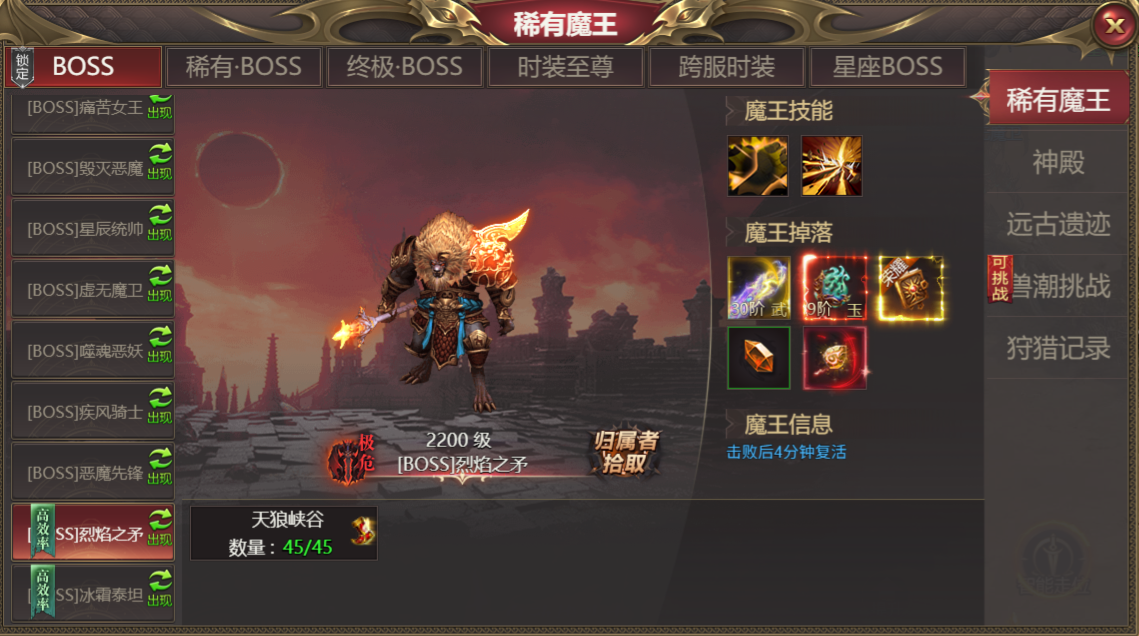 稀有魔王
锁定
BOSS
稀有·BOSS
终极·BOSS
时装至尊
跨服时装
星座BOSS
[BOSS]痛苦女王
出现
[BOSS]毁灭恶魔
出现
[BOSS]星辰统帅
出现
[BOSS]虚无魔卫
出现
[BOSS]噬魂恶妖
出现
[BOSS]疾风骑士
出现
[BOSS]恶魔先锋
出现
高效率
[
SS]烈焰之矛
出现
高效率
[
SS]冰霜泰坦
出现
极危
2200 级
[BOSS]烈焰之矛
归属者
拾取
天狼峡谷
数量：45/45
魔王技能
魔王掉落
30阶 武
9阶 玉
荣耀
魔王信息
击败后4分钟复活
稀有魔王
神殿
远古遗迹
可挑战
兽潮挑战
狩猎记录